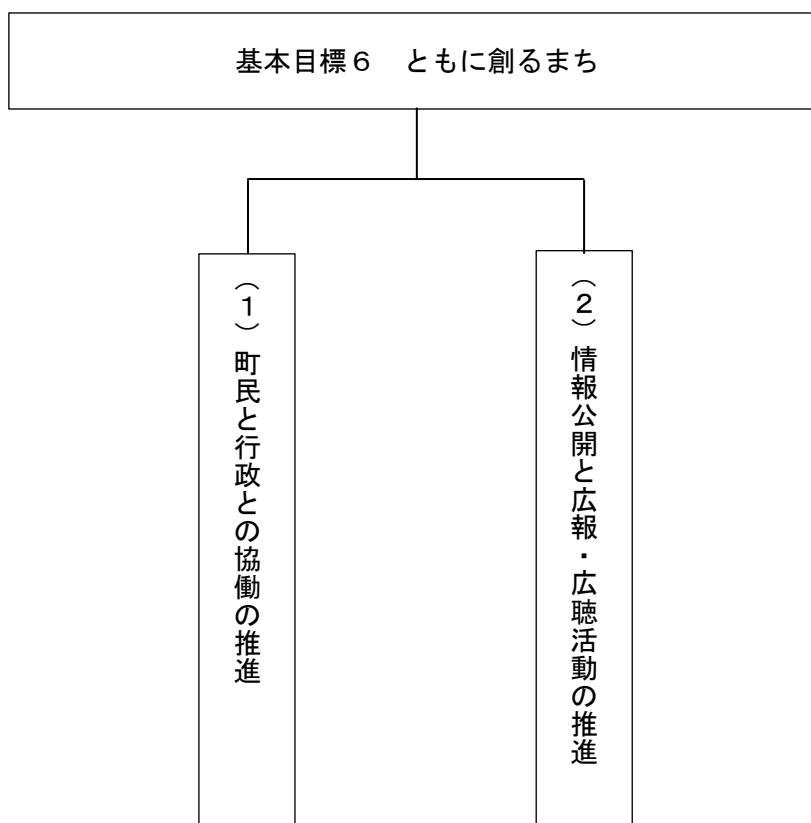 基本目標６　ともに創るまち
（１）町民と行政との協働の推進
（２）情報公開と広報・広聴活動の推進